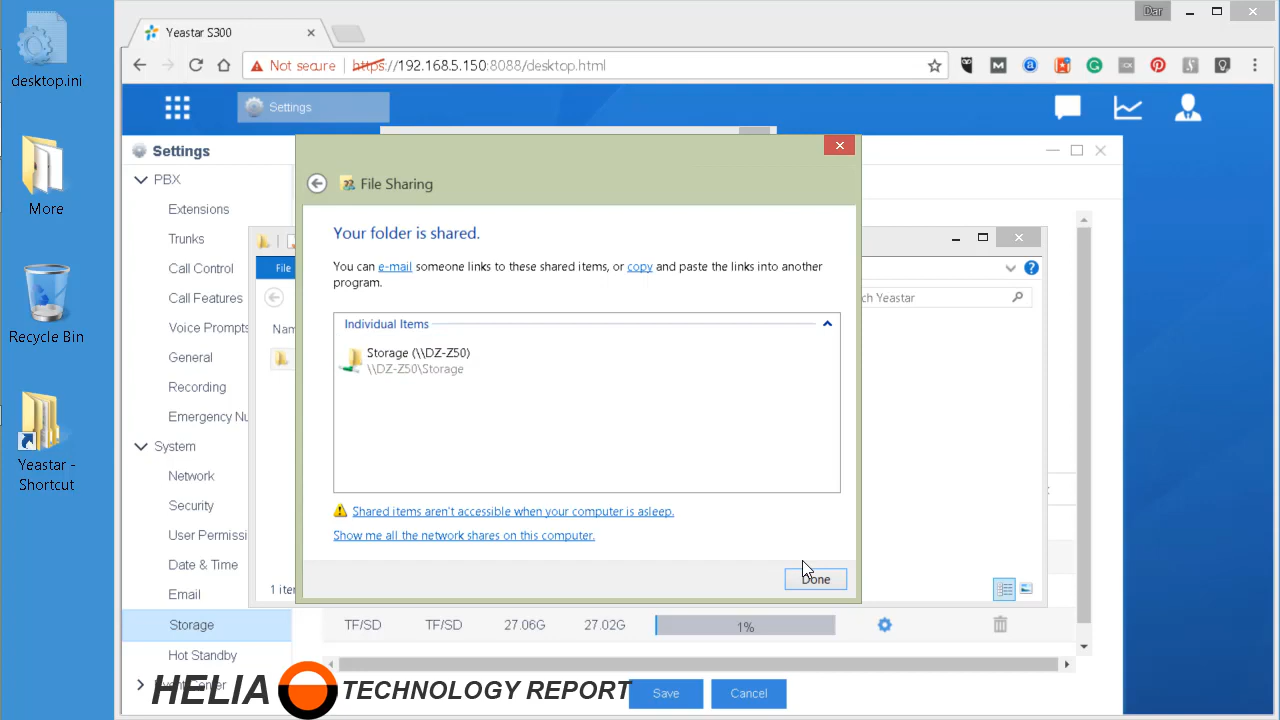 desktop.ini
More
Recycle Bin
Yeastar -
Shortcut
Dar
Yeastar S300
Not secure
https://192.168.5.150:8088/desktop.html
Settings
Settings
PBX
Extensions
Trunks
Call Control
Call Features
Voice Prompts
General
Recording
Emergency Nu
System
Network
Security
User Permissi
Date & Time
Email
Storage
Hot Standby
File
Nam
1 iter
ch Yeastar
File Sharing
Your folder is shared.
You can e-mail someone links to these shared items, or copy and paste the links into another
program.
Individual Items
Storage (\\DZ-Z50)
\\DZ-Z50\Storage
Shared items aren't accessible when your computer is asleep.
Show me all the network shares on this computer.
Done
TF/SD TF/SD 27.06G 27.02G 1%
HELIA TECHNOLOGY REPORT
Save Cancel